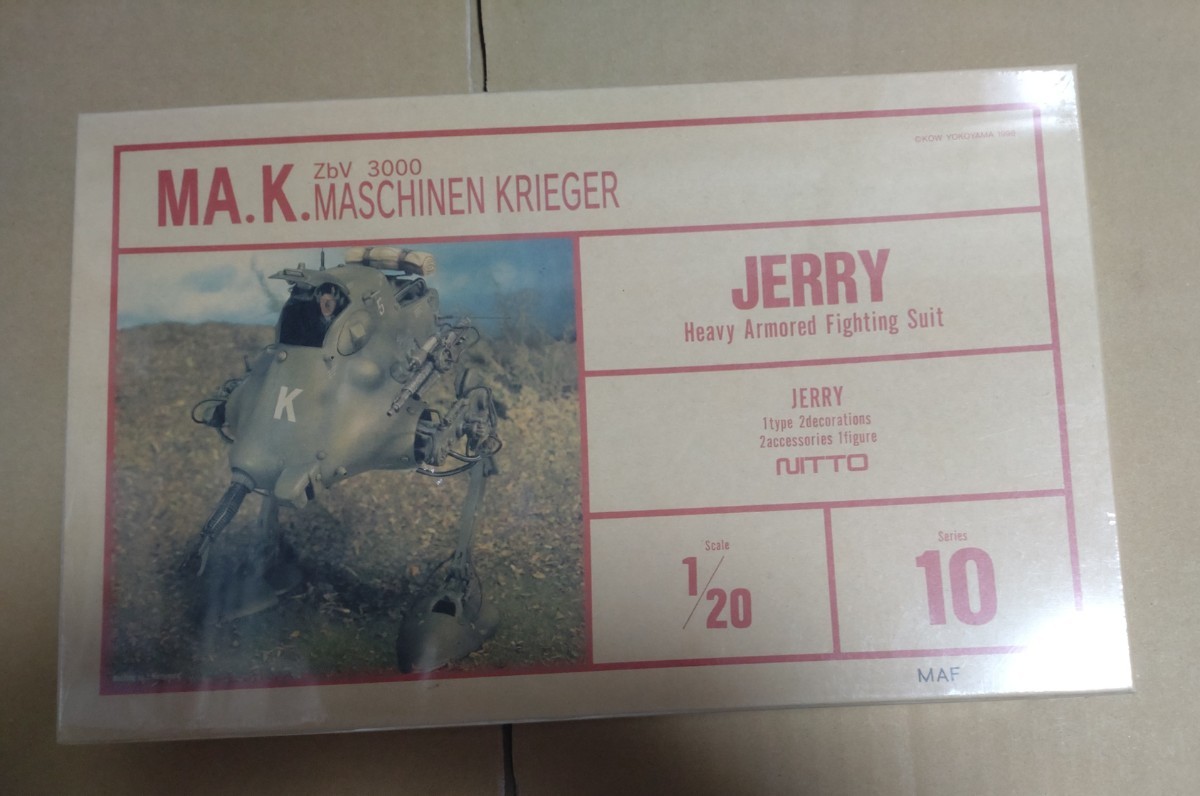 ©KOW YOKOYAMA
MA.K. ZbV 3000
MASCHINEN KRIEGER
JERRY
Heavy Armored Fighting Suit
5
K
JERRY
1type 2decorations
2accessories 1figure
NITTO
Scale
1/20
Series
10
MAF